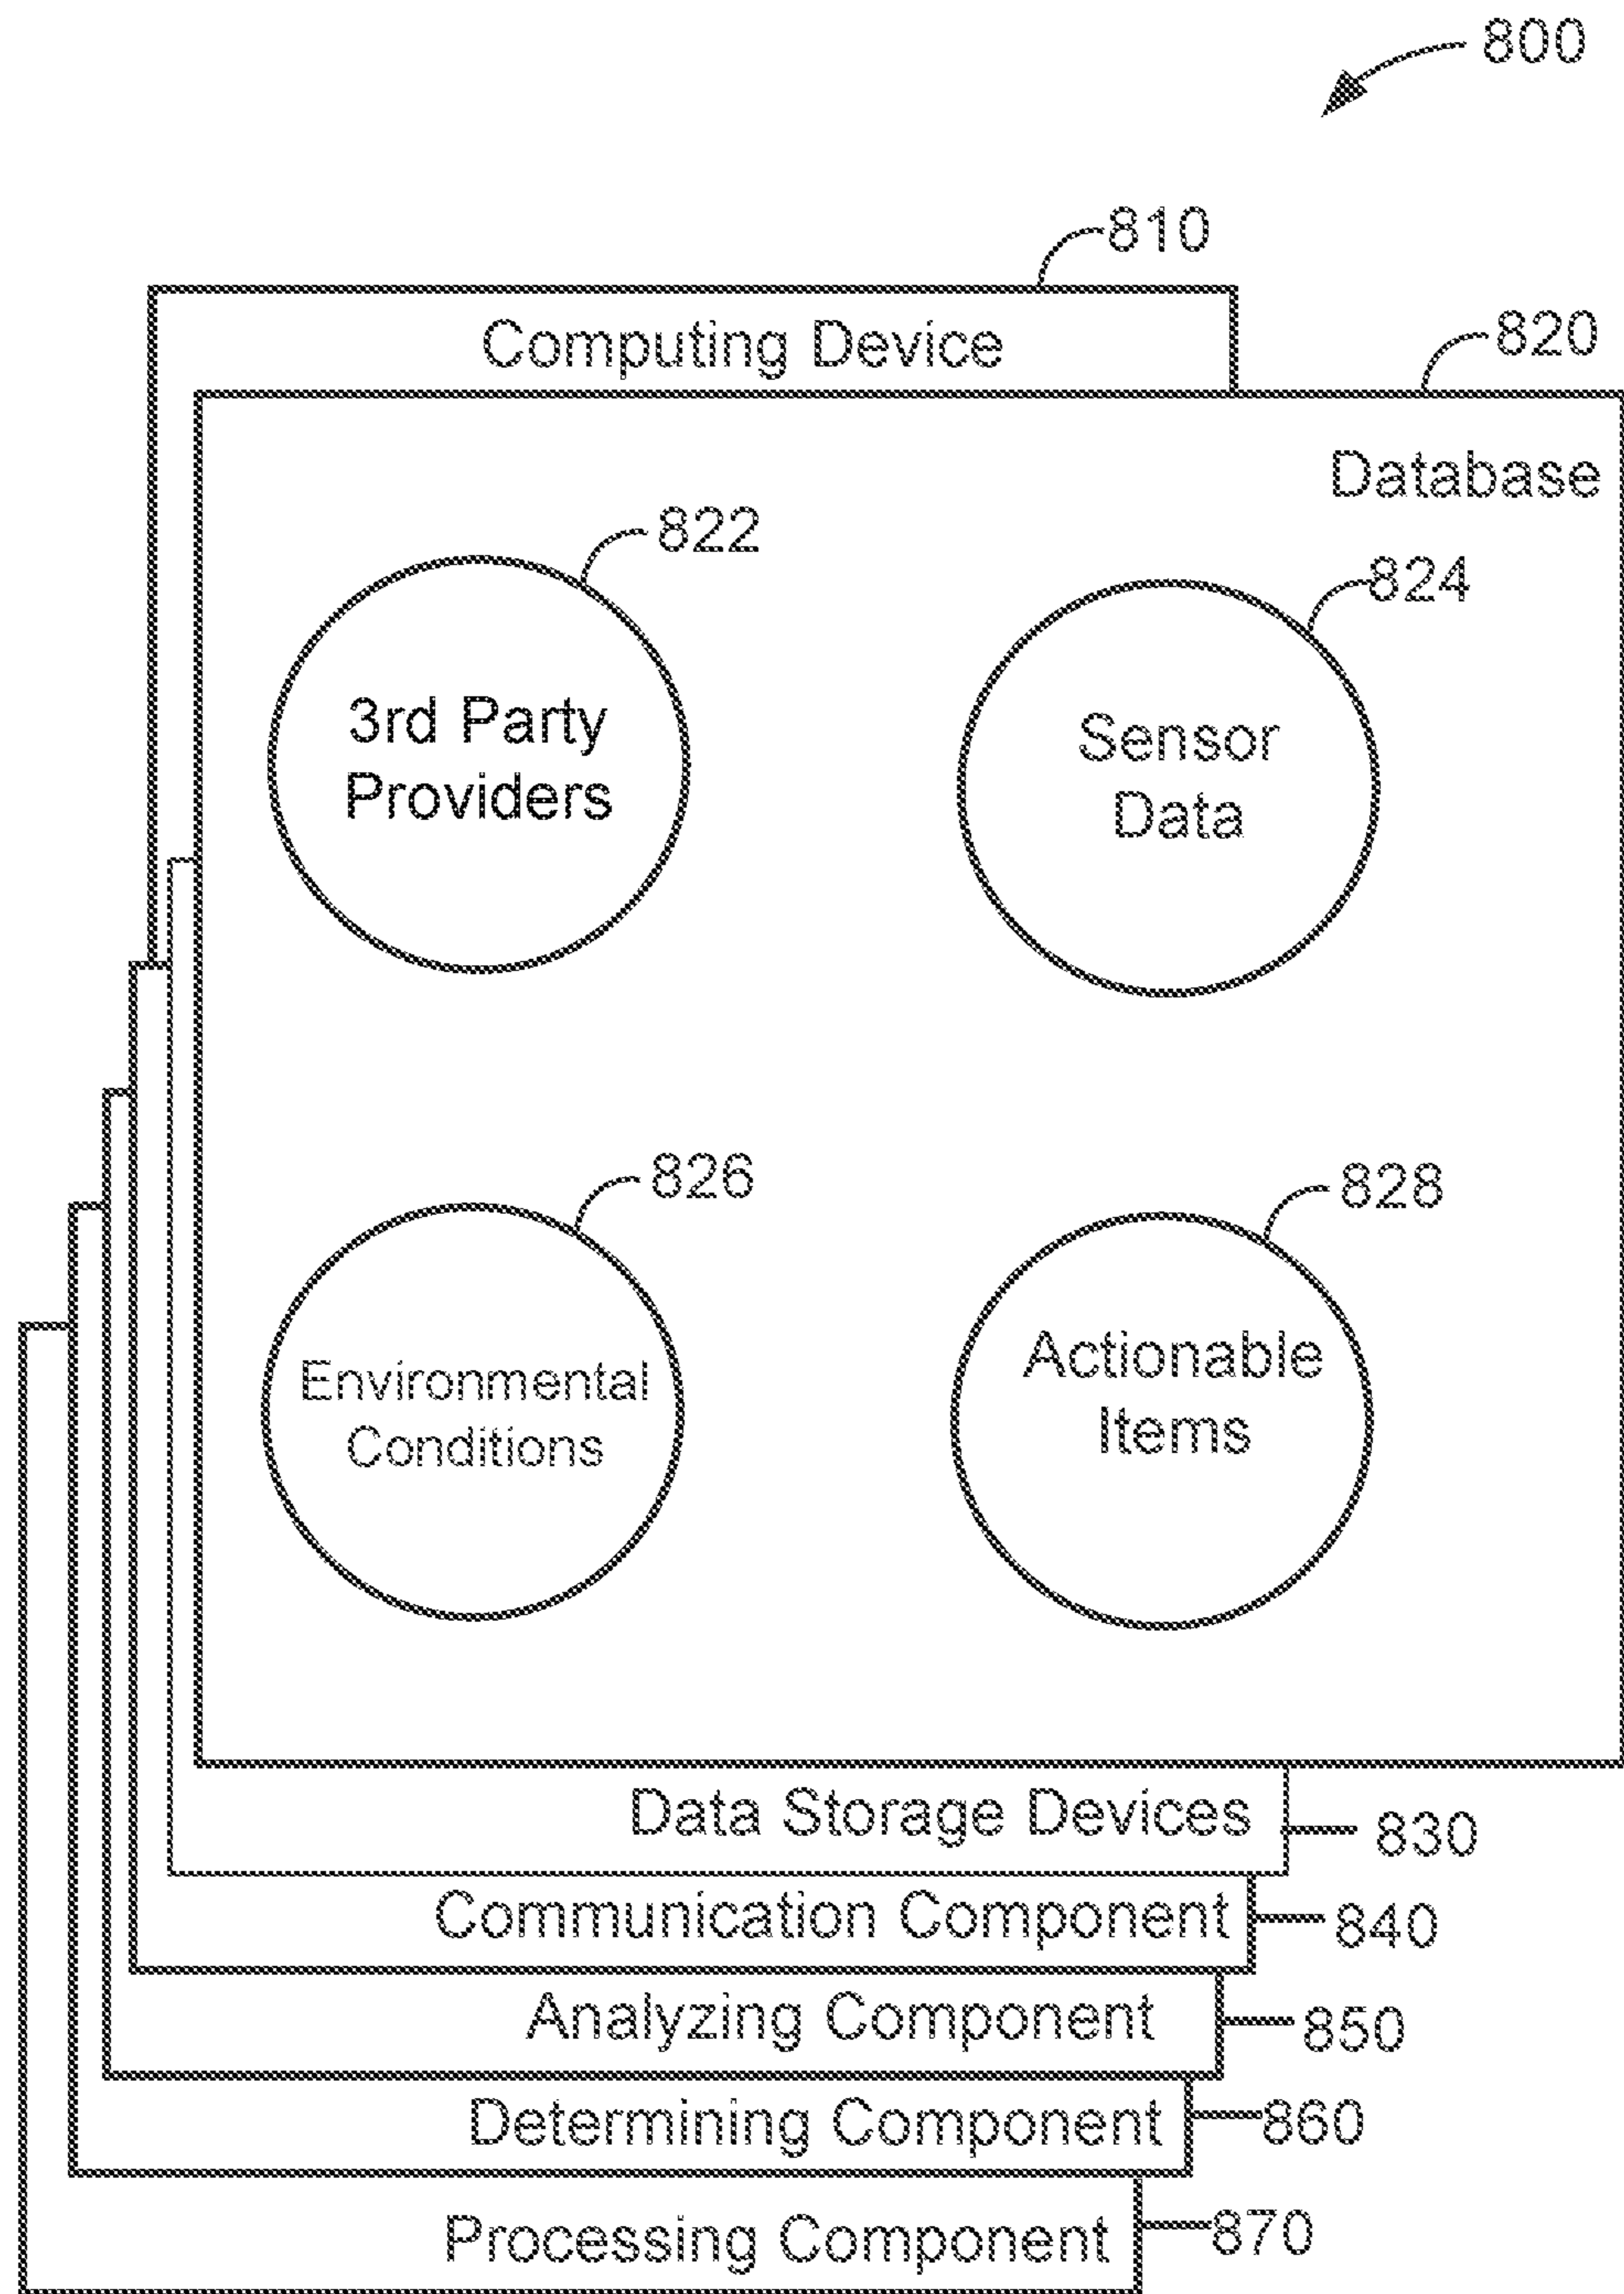 800
810
Computing Device
820
Database
822
824
3rd Party
Providers
Sensor
Data
826
828
Environmental
Conditions
Actionable
Items
Data Storage Devices
830
Communication Component
840
Analyzing Component
850
Determining Component
860
Processing Component
870